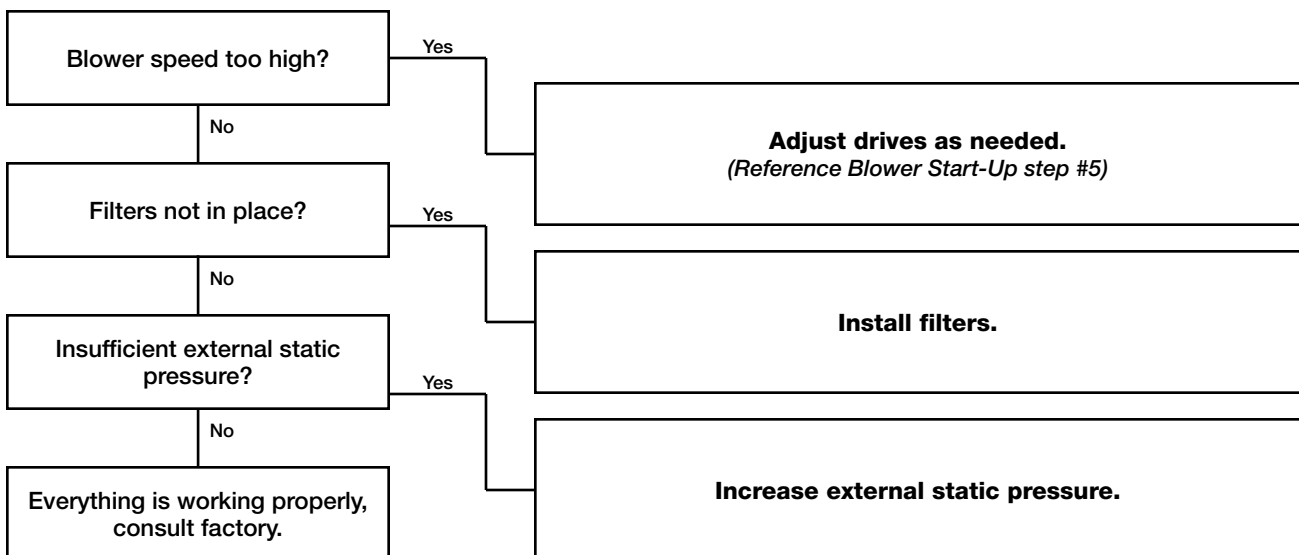 Blower speed too high?
Yes
Adjust drives as needed.
(Reference Blower Start-Up step #5)
No
Filters not in place?
Yes
Install filters.
No
Insufficient external static
pressure?
Yes
Increase external static pressure.
No
Everything is working properly,
consult factory.